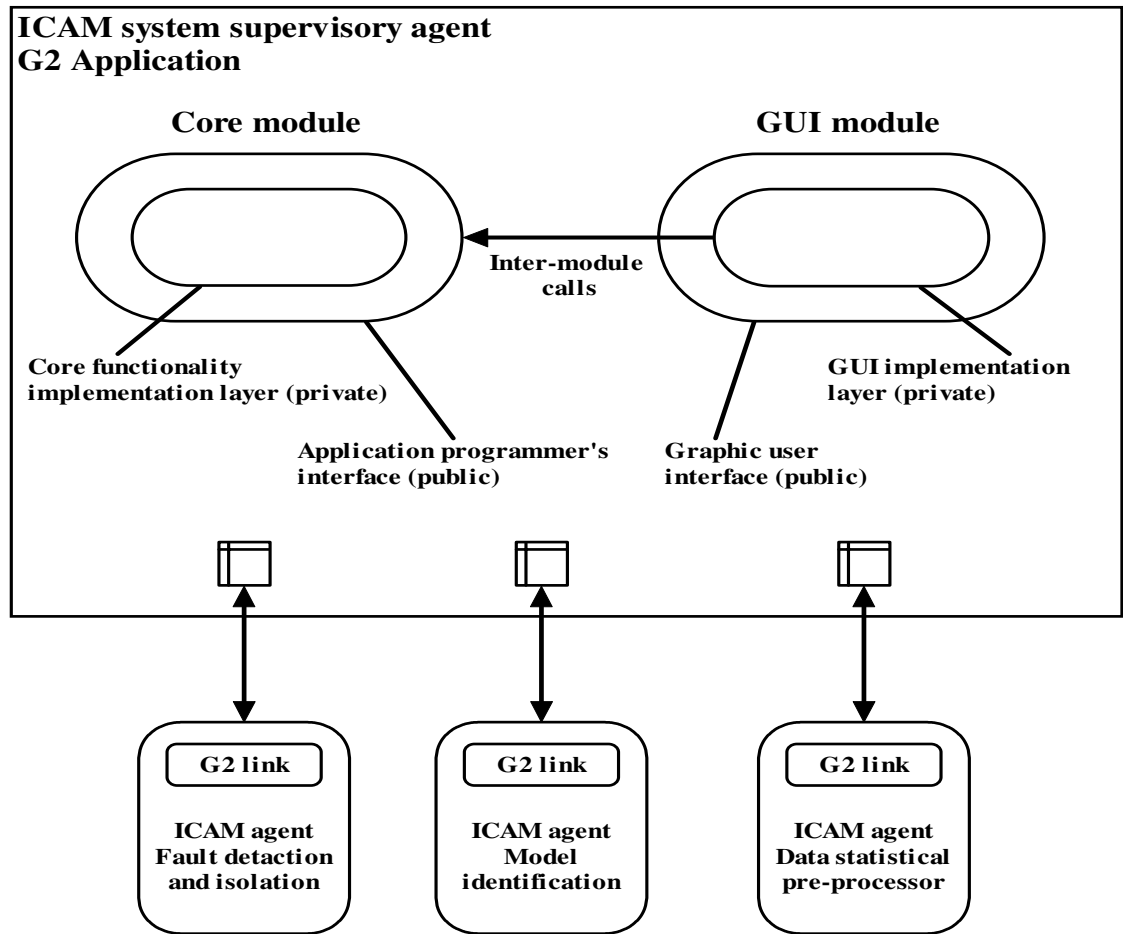 ICAM system supervisory agent
G2 Application
Core module
GUI module
Inter-module
calls
Core functionality
implementation layer (private)
GUI implementation
layer (private)
Application programmer's
interface (public)
Graphic user
interface (public)
G2 link
ICAM agent
Fault detaction
and isolation
G2 link
ICAM agent
Model
identification
G2 link
ICAM agent
Data statistical
pre-processor